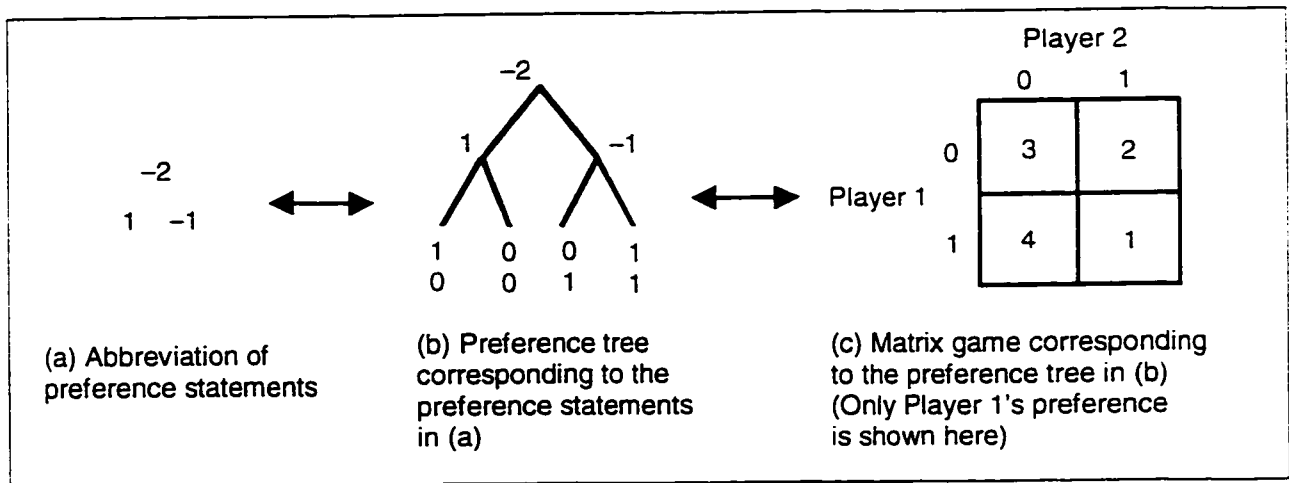 −2
1 −1
−2
1 −1
1 0 0 1
0 0 1 1
Player 2
0 1
0 3 2
Player 1
1 4 1
(a) Abbreviation of
preference statements
(b) Preference tree
corresponding to the
preference statements
in (a)
(c) Matrix game corresponding
to the preference tree in (b)
(Only Player 1's preference
is shown here)